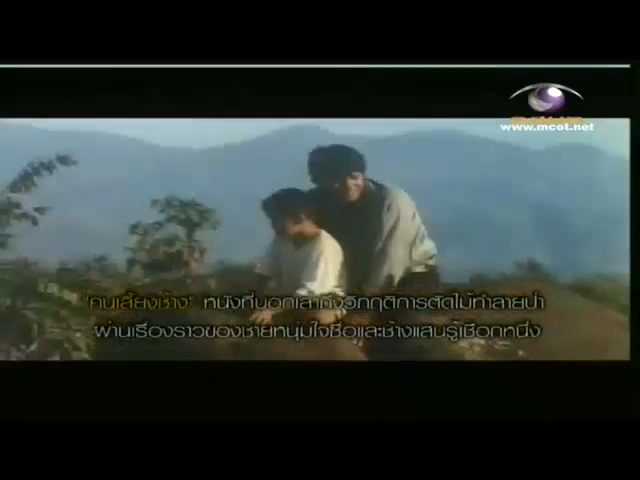 www.mcot.net
"คนเลี้ยงช้าง" หนังที่บอกเล่าถึงวิกฤติการตัดไม้ทำลายป่า
ผ่านเรื่องราวของชายหนุ่มใจซื่อและช้างแสนรู้เชือกหนึ่ง